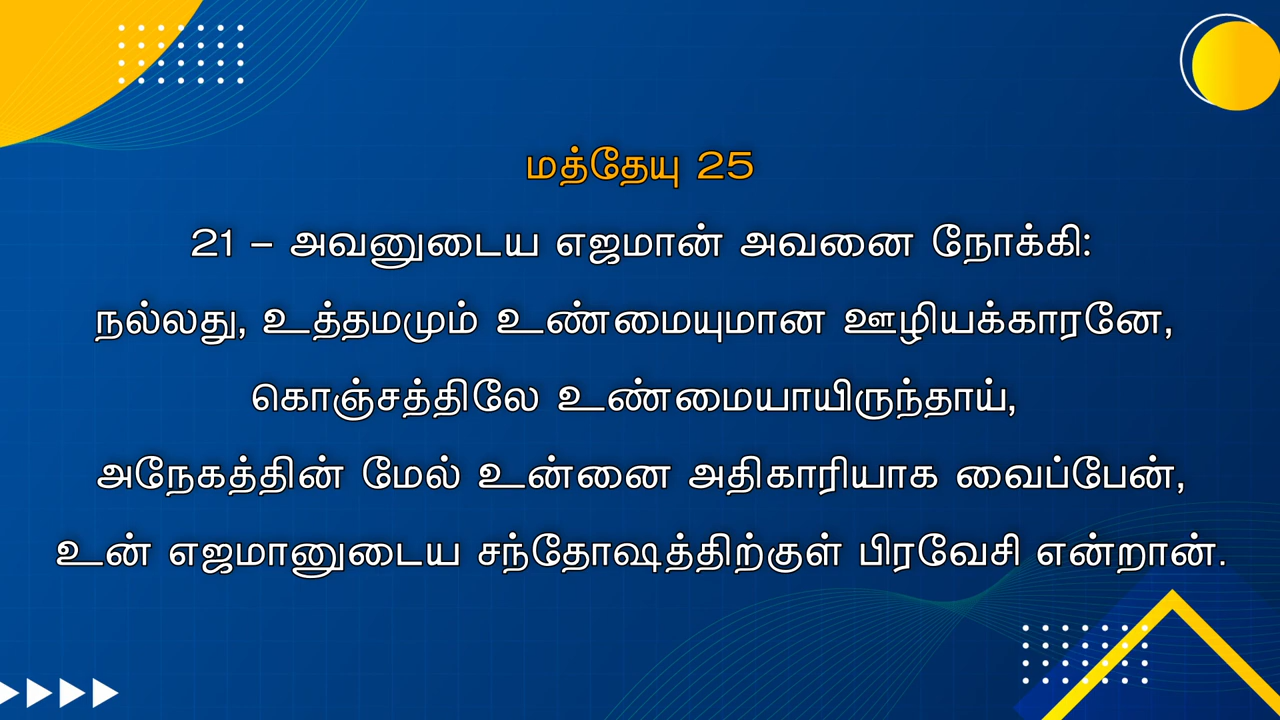 மத்தேயு 25
21 – அவனுடைய எஜமான் அவனை நோக்கி:
நல்லது, உத்தமமும் உண்மையுமான ஊழியக்காரனே,
கொஞ்சத்திலே உண்மையாயிருந்தாய்,
அநேகத்தின் மேல் உன்னை அதிகாரியாக வைப்பேன்,
உன் எஜமானுடைய சந்தோஷத்திற்குள் பிரவேசி என்றான்.